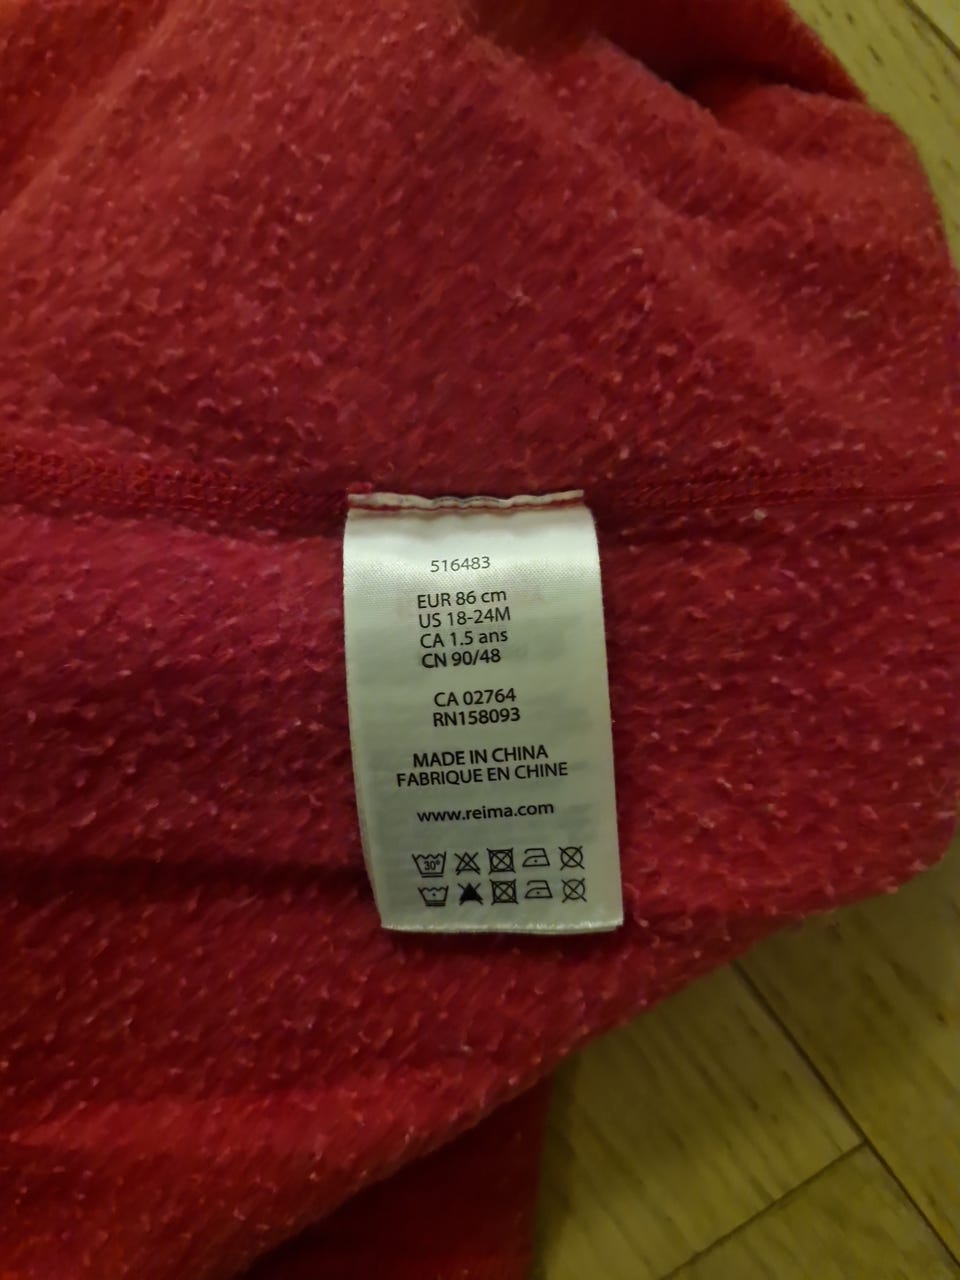 516483
EUR 86 cm
US 18-24M
CA 1.5 ans
CN 90/48
CA 02764
RN158093
MADE IN CHINA
FABRIQUE EN CHINE
www.reima.com
30°